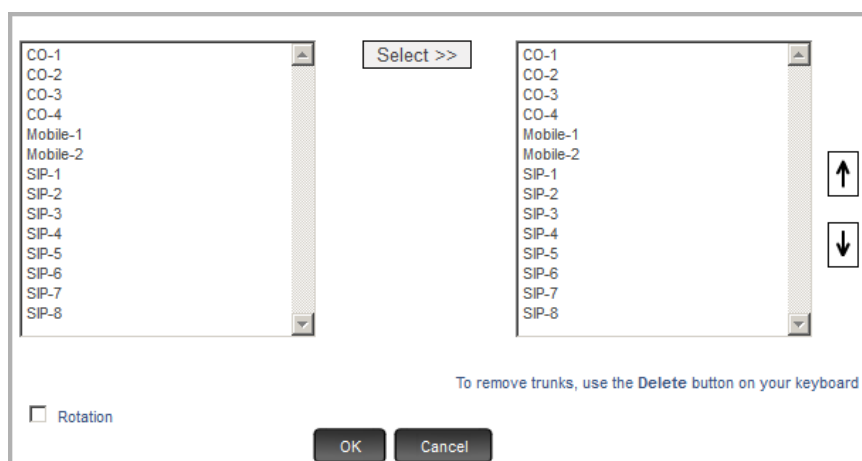 CO-1
CO-2
CO-3
CO-4
Mobile-1
Mobile-2
SIP-1
SIP-2
SIP-3
SIP-4
SIP-5
SIP-6
SIP-7
SIP-8
Select >>
CO-1
CO-2
CO-3
CO-4
Mobile-1
Mobile-2
SIP-1
SIP-2
SIP-3
SIP-4
SIP-5
SIP-6
SIP-7
SIP-8
To remove trunks, use the Delete button on your keyboard
Rotation
OK Cancel